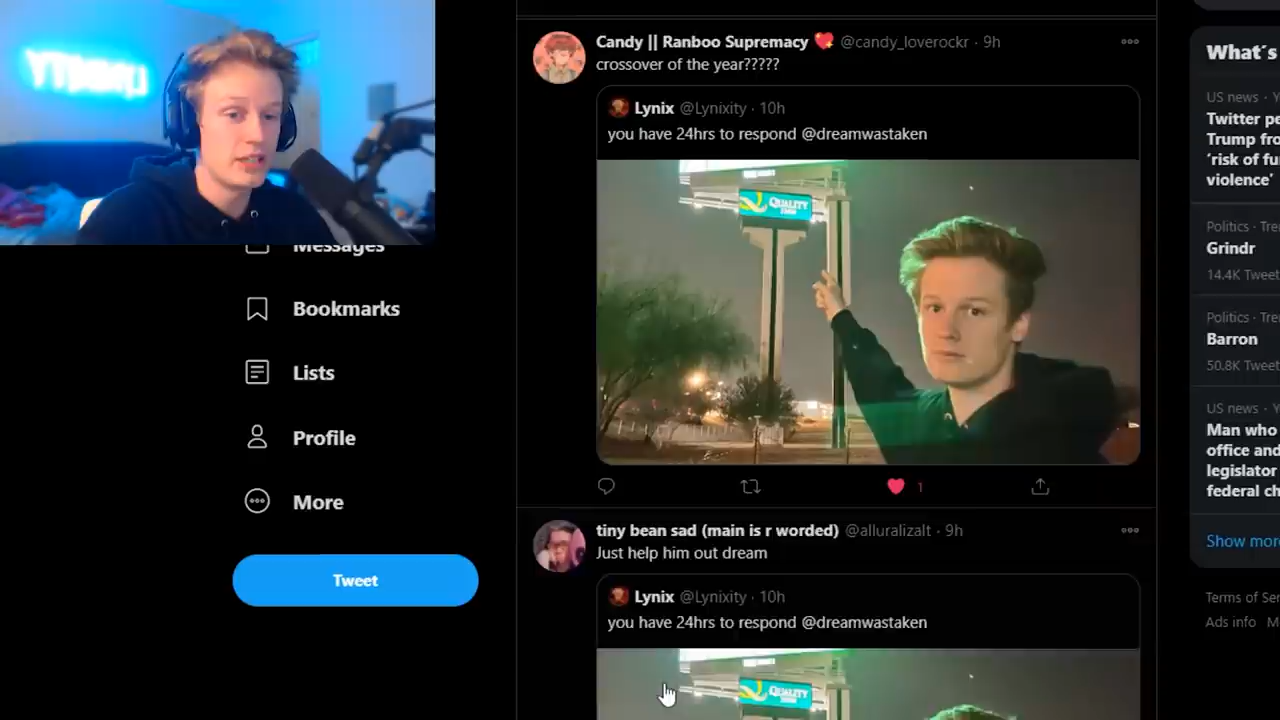 Messages
Bookmarks
Lists
Profile
More
Tweet
Candy || Ranboo Supremacy 💖 @candy_loverockr · 9h
crossover of the year?????
Lynix @Lynixity · 10h
you have 24hrs to respond @dreamwastaken
QUALITY
INN
1
tiny bean sad (main is r worded) @alluralizalt · 9h
Just help him out dream
Lynix @Lynixity · 10h
you have 24hrs to respond @dreamwastaken
QUALITY
What's
US news · Y
Twitter pe
Trump fro
'risk of fu
violence'
Politics · Tre
Grindr
14.4K Tweet
Politics · Tre
Barron
50.8K Tweet
US news · Y
Man who
office and
legislator
federal ch
Show more
Terms of Ser
Ads info M